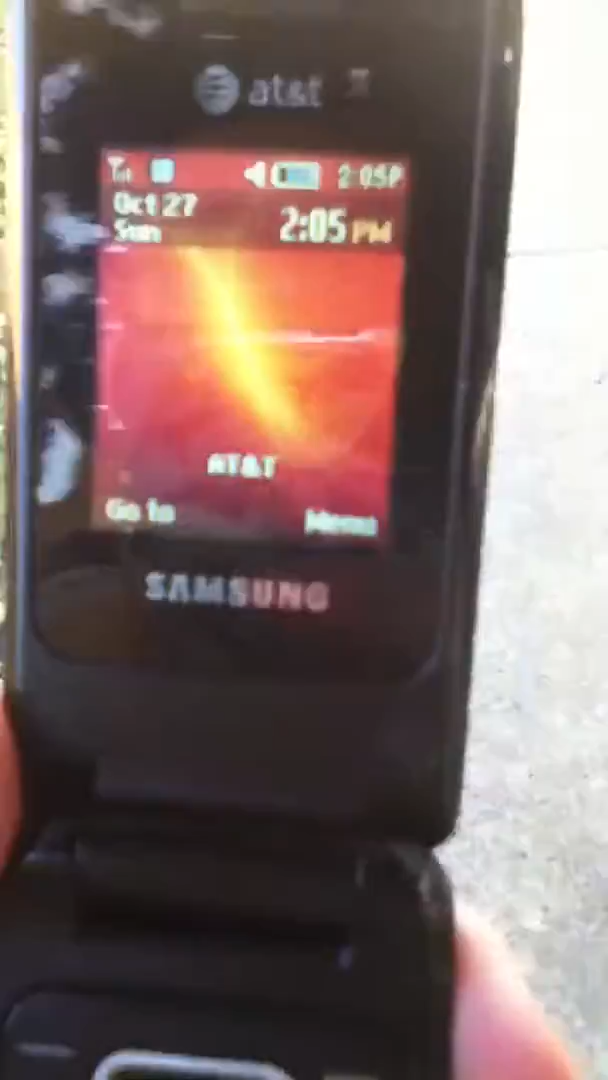 at&t
2:05P
Oct 27
Sun
2:05 PM
AT&T
Go to
Menu
SAMSUNG